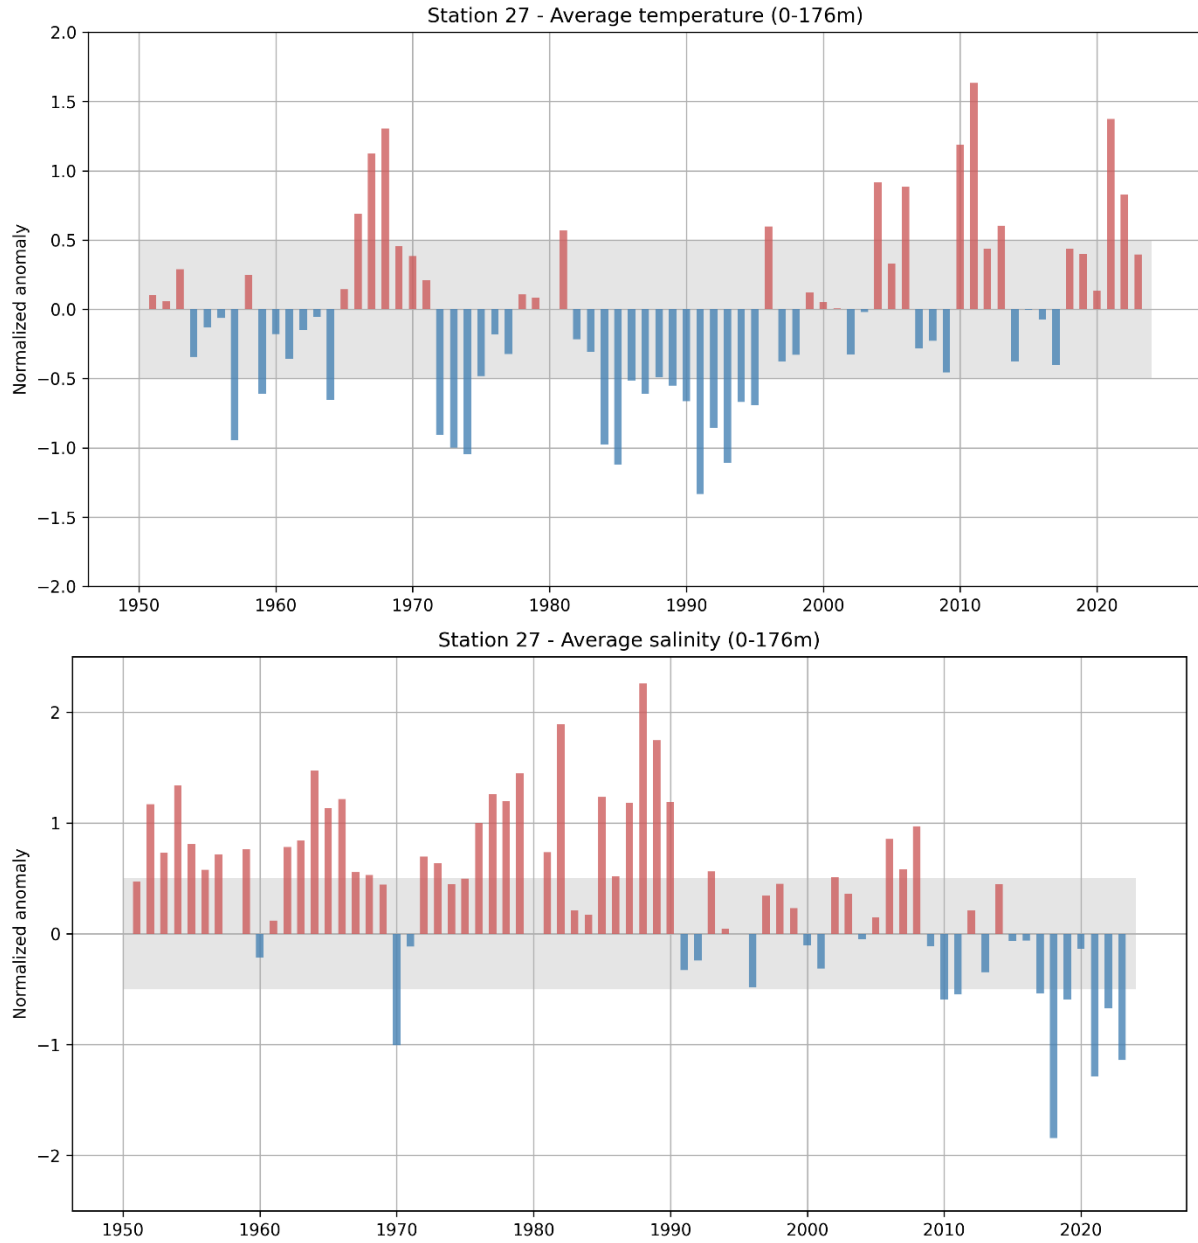 Station 27 - Average temperature (0-176m)
2.0
1.5
1.0
0.5
0.0
−0.5
−1.0
−1.5
−2.0
Normalized anomaly
1950 1960 1970 1980 1990 2000 2010 2020
Station 27 - Average salinity (0-176m)
2
1
0
−1
−2
Normalized anomaly
1950 1960 1970 1980 1990 2000 2010 2020